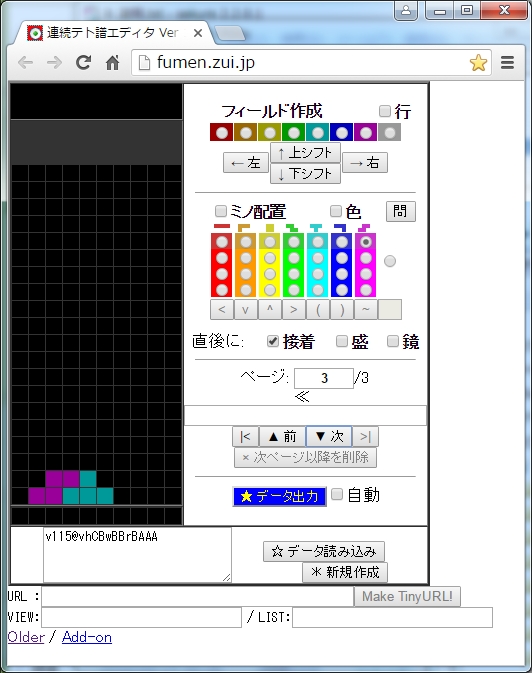 連続テト譜エディタ Ver
fumen.zui.jp
フィールド作成 行
← 左 ↑ 上シフト → 右
↓ 下シフト
ミノ配置 色 問
< v ^ > ( ) ~
直後に: 接着 盛 鏡
ページ: 3 /3
≪
|< ▲ 前 ▼ 次 >|
× 次ページ以降を削除
★ データ出力 自動
v115@vhCBwBBrBAAA
☆ データ読み込み
＊ 新規作成
URL : Make TinyURL!
VIEW: / LIST:
Older / Add-on